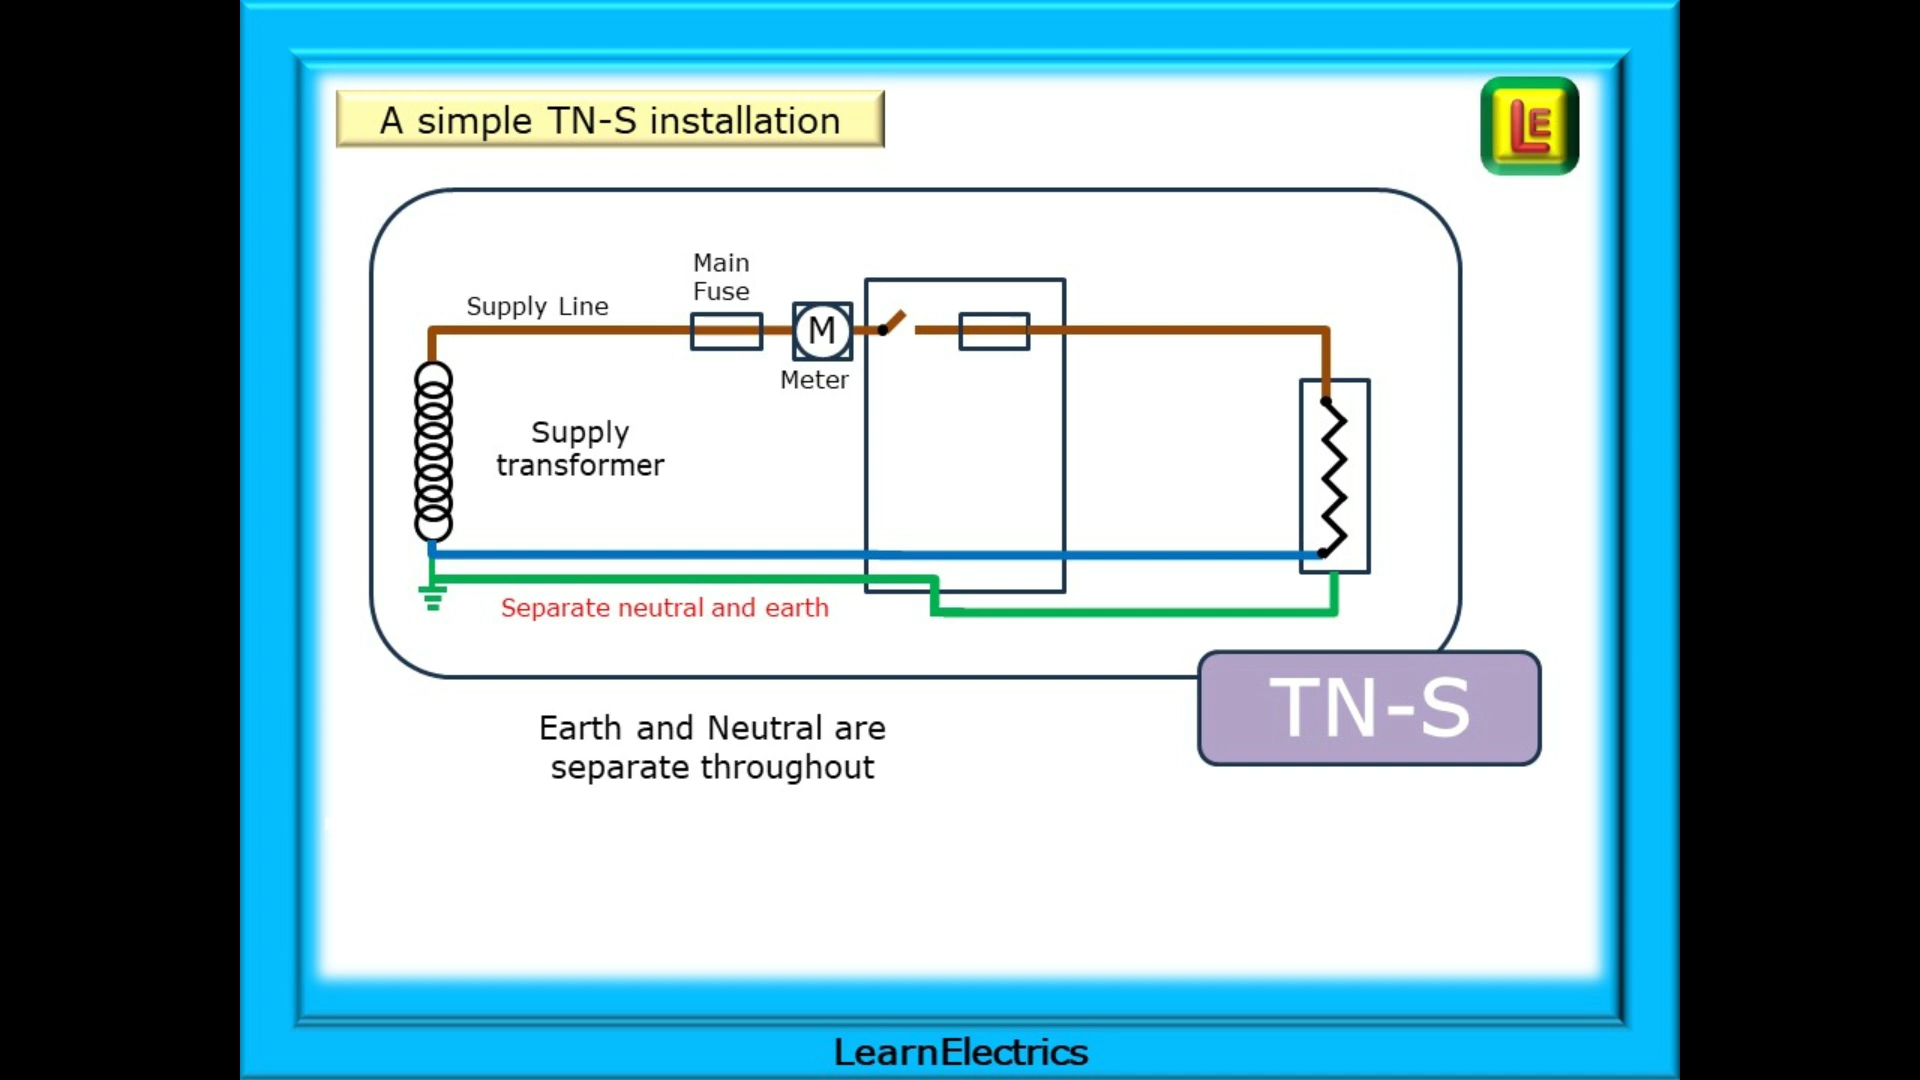 A simple TN-S installation
LE
Main
Fuse
Supply Line
M
Meter
Supply
transformer
Separate neutral and earth
TN-S
Earth and Neutral are
separate throughout
LearnElectrics